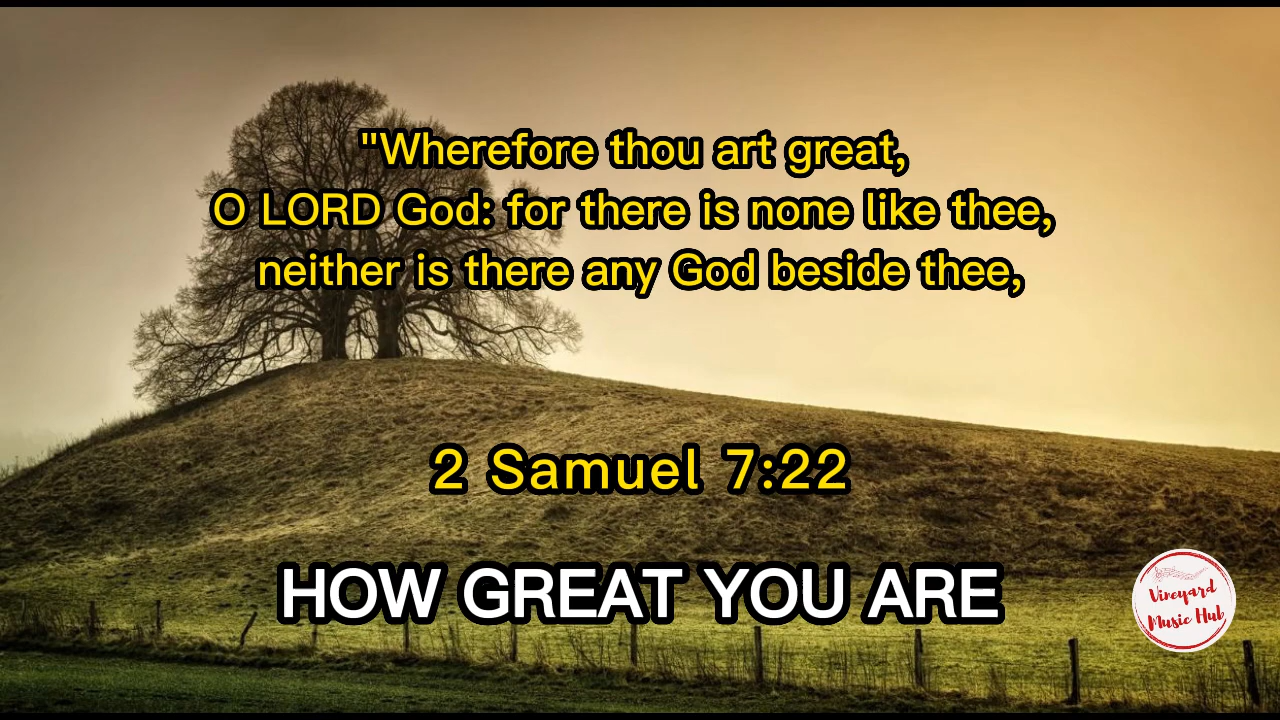 "Wherefore thou art great,
O LORD God: for there is none like thee,
neither is there any God beside thee,
2 Samuel 7:22
HOW GREAT YOU ARE
Vineyard
Music Hub